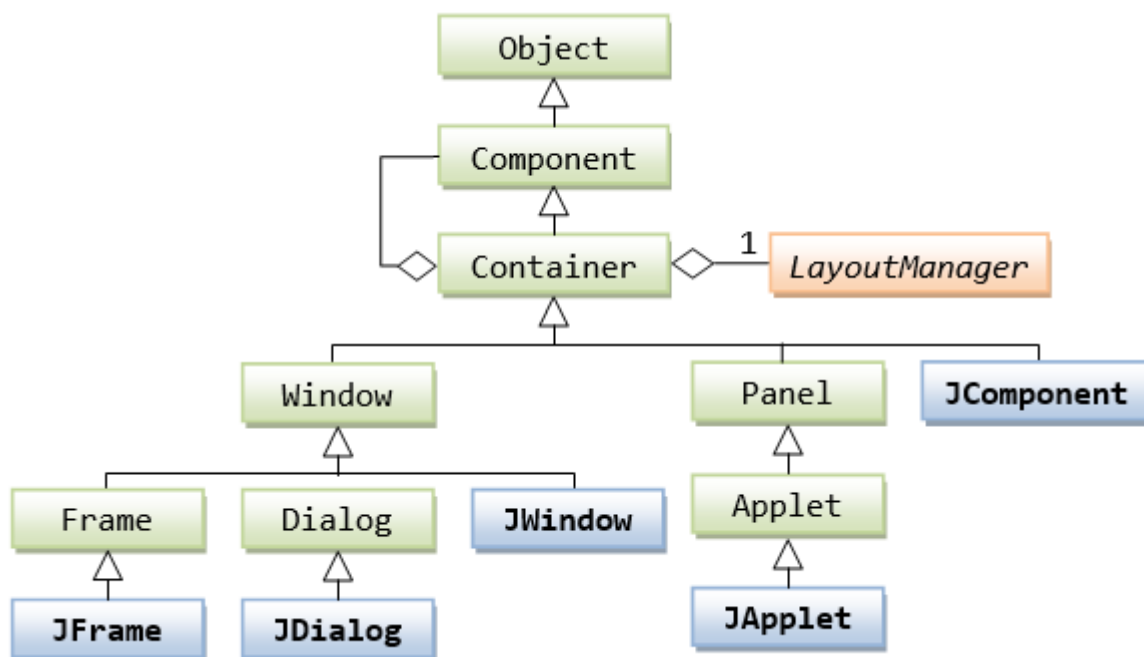 Object
Component
Container
1
LayoutManager
Window
Panel
JComponent
Frame
Dialog
JWindow
Applet
JFrame
JDialog
JApplet